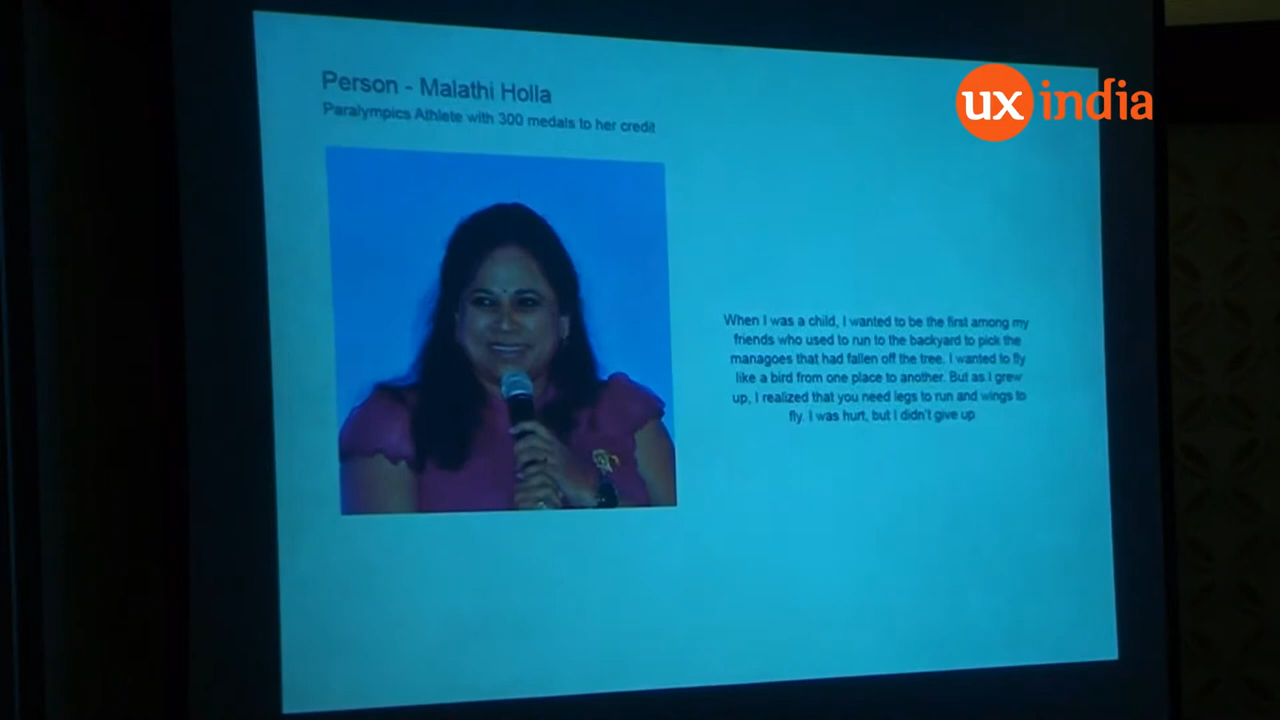 Person - Malathi Holla
Paralympics Athlete with 300 medals to her credit
ux india
When I was a child, I wanted to be the first among my
friends who used to run to the backyard to pick the
managoes that had fallen off the tree. I wanted to fly
like a bird from one place to another. But as I grew
up, I realized that you need legs to run and wings to
fly. I was hurt, but I didn't give up